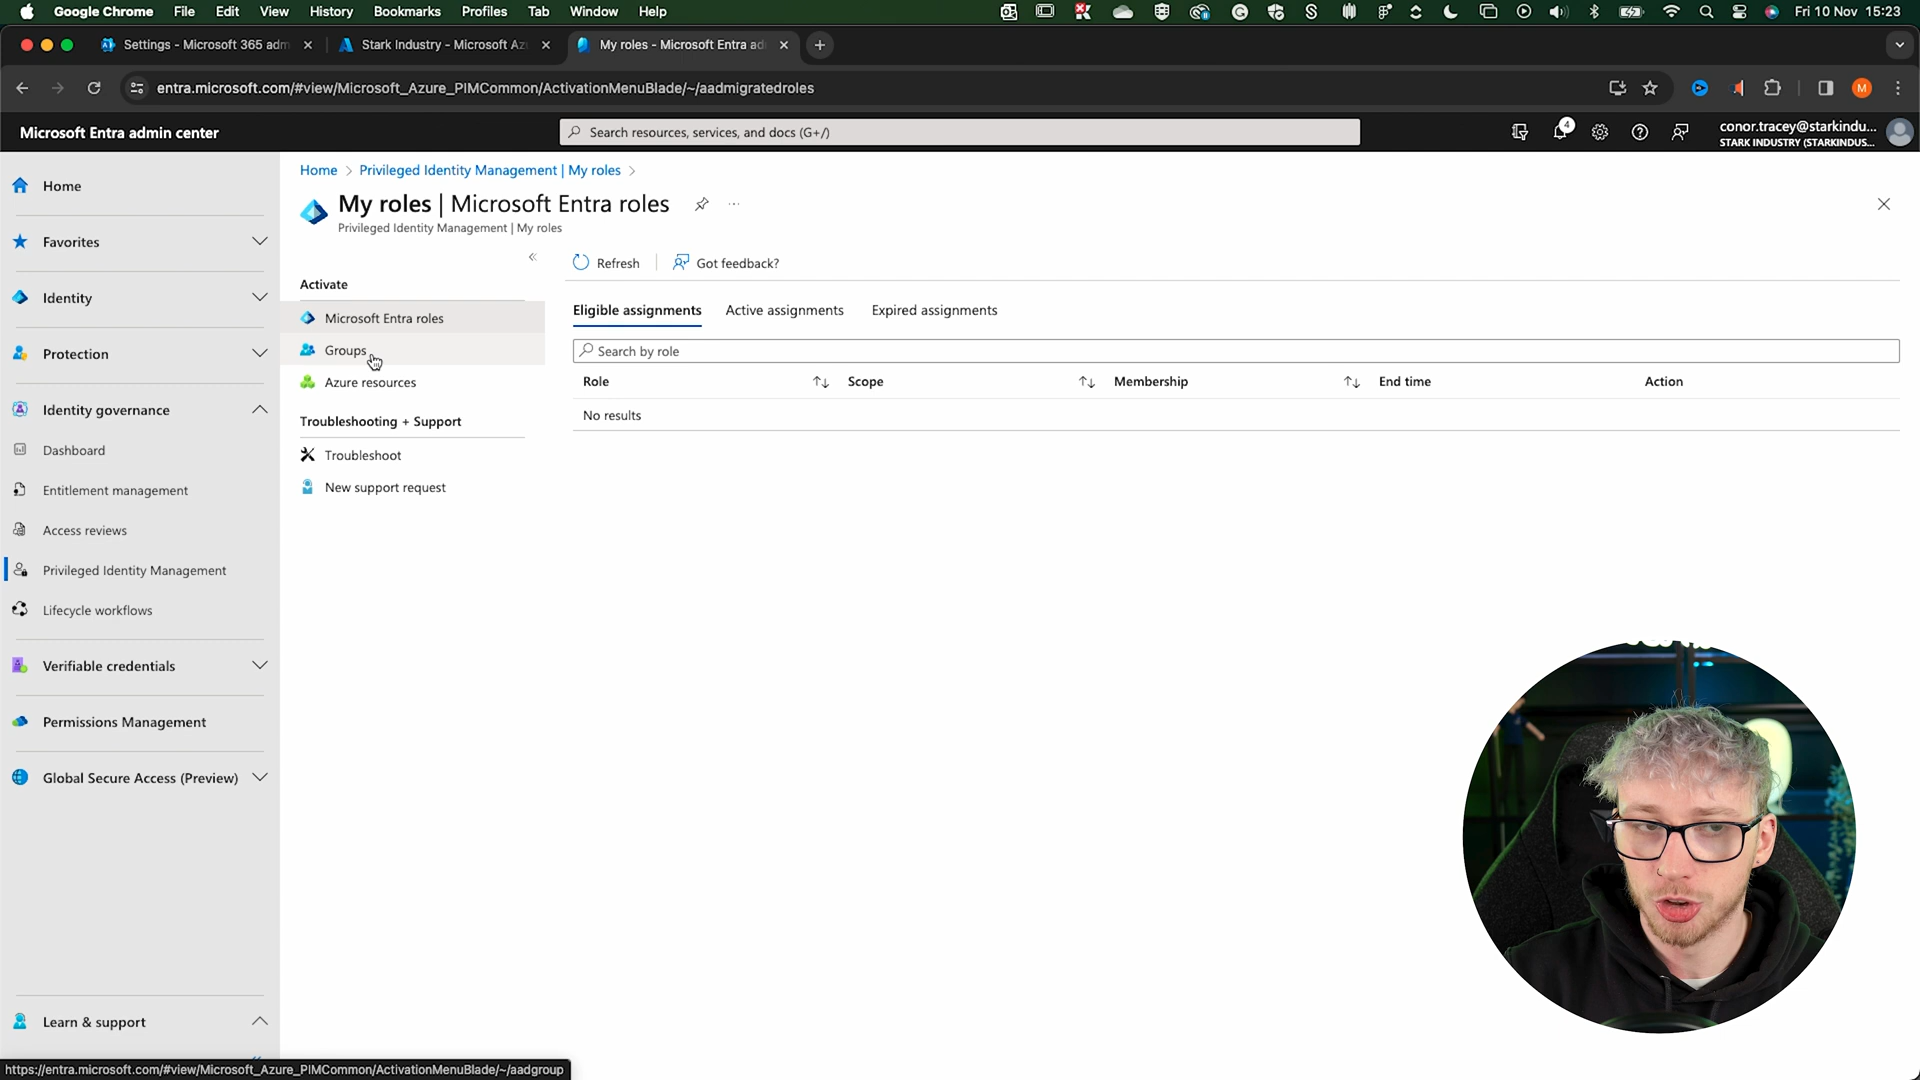 Google Chrome File Edit View History Bookmarks Profiles Tab Window Help Fri 10 Nov 15:23
Settings - Microsoft 365 adm Stark Industry - Microsoft Az My roles - Microsoft Entra ad
entra.microsoft.com/#view/Microsoft_Azure_PIMCommon/ActivationMenuBlade/~/aadmigratedroles M
Microsoft Entra admin center Search resources, services, and docs (G+/) 4 conor.tracey@starkindu...
STARK INDUSTRY (STARKINDUS...
Home
Favorites
Identity
Protection
Identity governance
Dashboard
Entitlement management
Access reviews
Privileged Identity Management
Lifecycle workflows
Verifiable credentials
Permissions Management
Global Secure Access (Preview)
Learn & support
Home > Privileged Identity Management | My roles >
My roles | Microsoft Entra roles ...
Privileged Identity Management | My roles
Activate
Microsoft Entra roles
Groups
Azure resources
Troubleshooting + Support
Troubleshoot
New support request
Refresh Got feedback?
Eligible assignments Active assignments Expired assignments
Search by role
Role Scope Membership End time Action
No results
https://entra.microsoft.com/#view/Microsoft_Azure_PIMCommon/ActivationMenuBlade/~/aadgroup